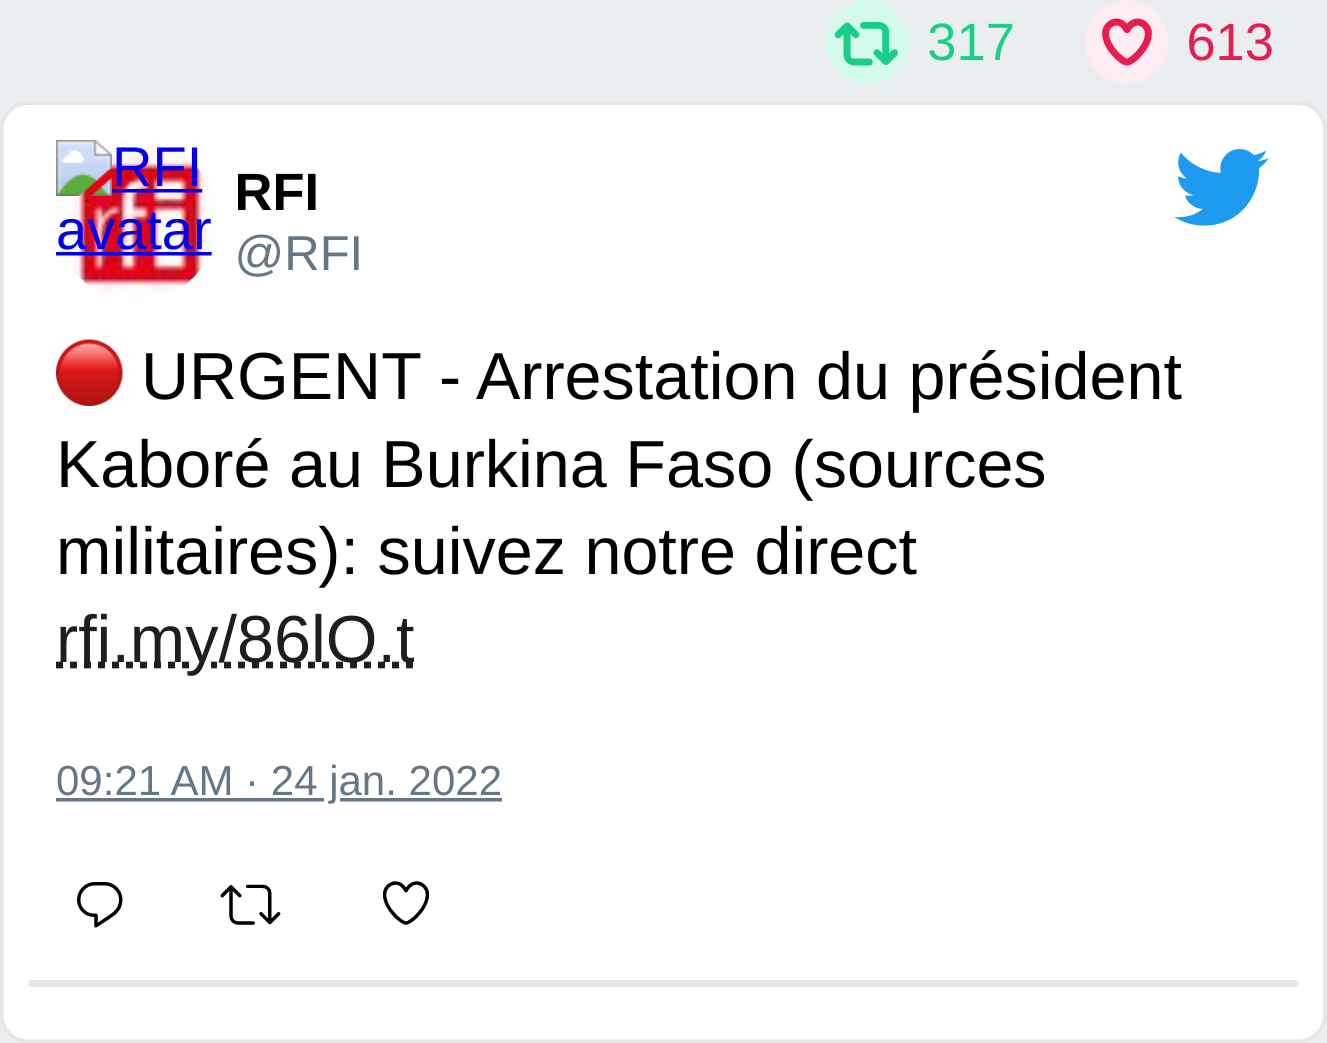 317 613
RFI
avatar
rfi
RFI
@RFI
URGENT - Arrestation du président
Kaboré au Burkina Faso (sources
militaires): suivez notre direct
rfi.my/86lO.t
09:21 AM · 24 jan. 2022